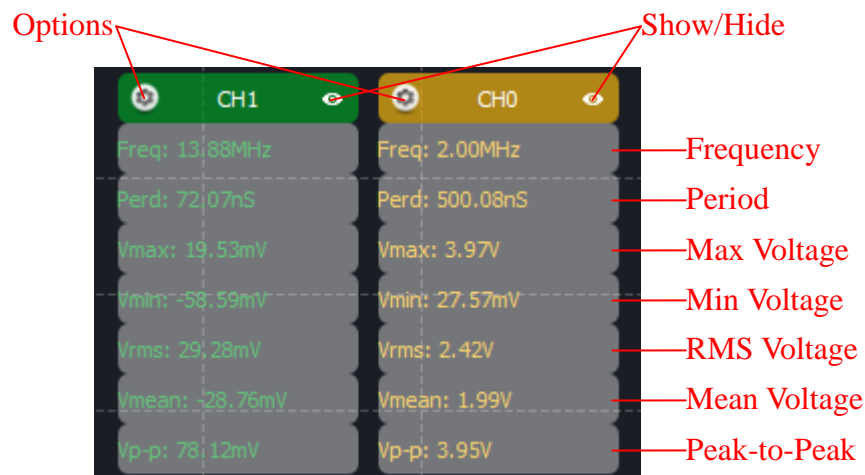 Options
Show/Hide
CH1
CH0
Freq: 13.88MHz
Freq: 2.00MHz
Frequency
Perd: 72.07nS
Perd: 500.08nS
Period
Vmax: 19.53mV
Vmax: 3.97V
Max Voltage
Vmin: -58.59mV
Vmin: 27.57mV
Min Voltage
Vrms: 29.28mV
Vrms: 2.42V
RMS Voltage
Vmean: -28.76mV
Vmean: 1.99V
Mean Voltage
Vp-p: 78.12mV
Vp-p: 3.95V
Peak-to-Peak